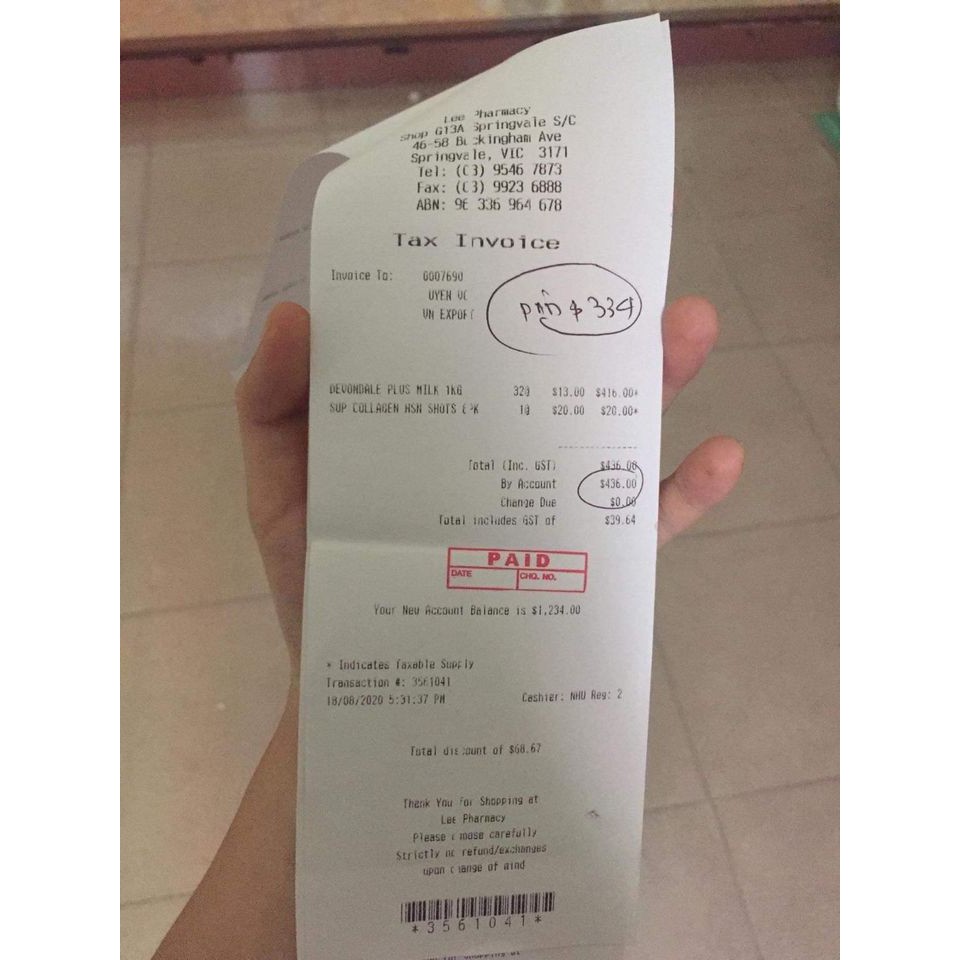 Lee Pharmacy
Shop G13A Springvale S/C
46-58 Buckingham Ave
Springvale, VIC 3171
Tel: (03) 9546 7873
Fax: (03) 9923 6888
ABN: 96 336 964 678
Tax Invoice
Invoice To: 0007690
UYEN
VN EXPORT
$334
DEVONDALE PLUS MILK 1KG 32@ $13.00 $416.00*
SUP COLLAGEN HSN SHOTS PK 1@ $20.00 $20.00*
Total (Inc. GST) $436.00
By Account $436.00
Change Due $0.00
Total includes GST of $39.64
PAID
DATE CHQ. NO.
Your New Account Balance is $1,234.00
* Indicates Taxable Supply
Transaction #: 3561041
18/08/2020 5:31:37 PM Cashier: NHU Reg: 2
Total discount of $68.67
Thank You For Shopping at
Lee Pharmacy
Please choose carefully
Strictly no refund/exchanges
upon change of mind
*3561041*